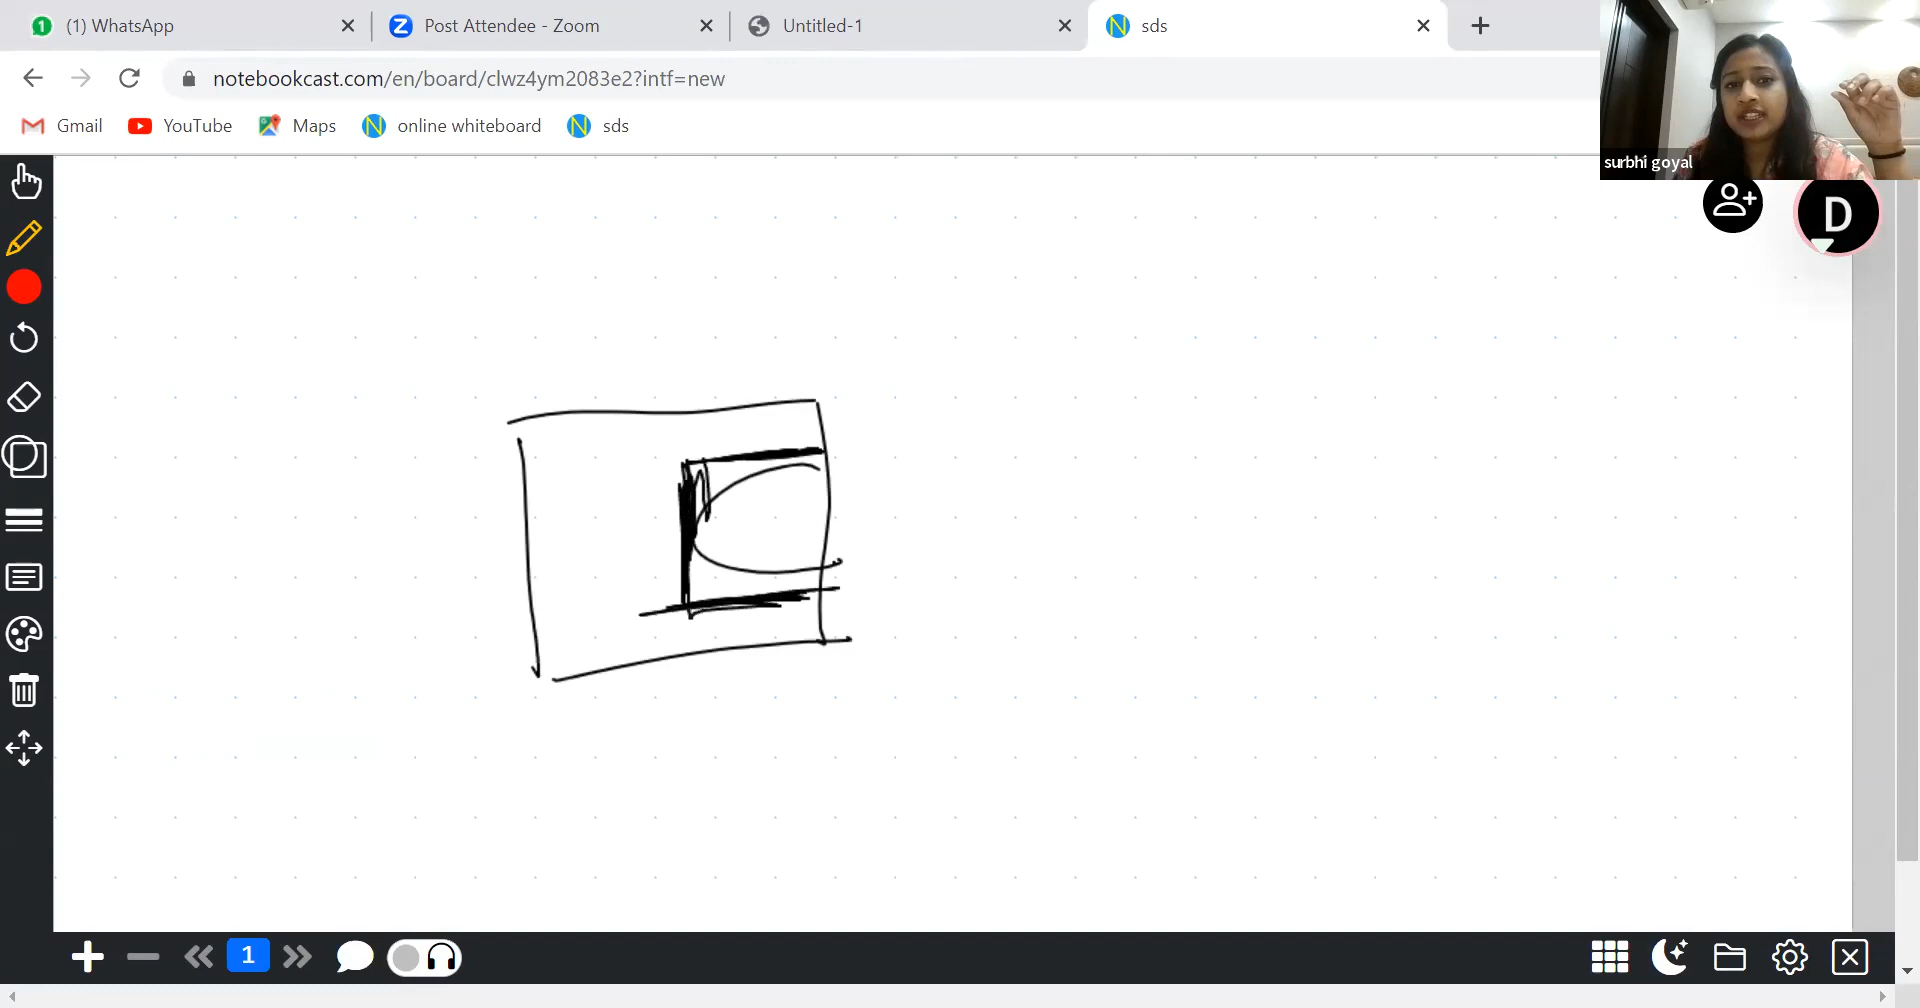 (1) WhatsApp
Post Attendee - Zoom
Untitled-1
sds
notebookcast.com/en/board/clwz4ym2083e2?intf=new
Gmail
YouTube
Maps
online whiteboard
sds
surbhi goyal
D
1